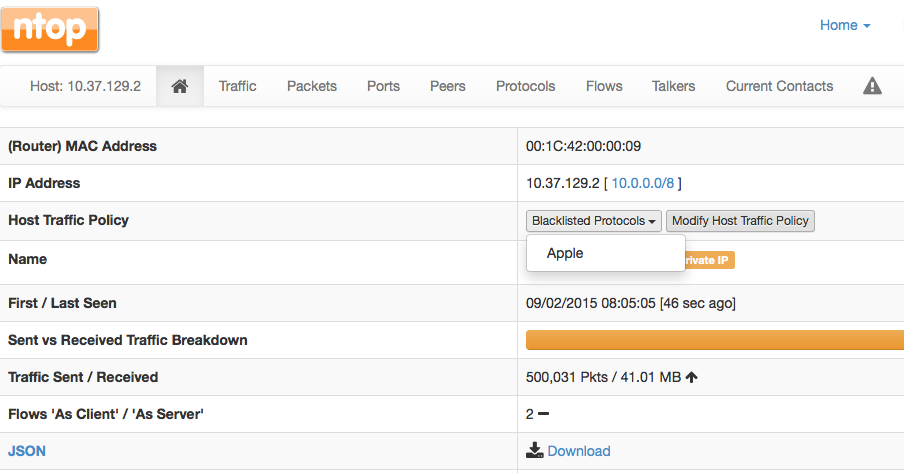 ntop
Home
Host: 10.37.129.2 Traffic Packets Ports Peers Protocols Flows Talkers Current Contacts
(Router) MAC Address 00:1C:42:00:00:09
IP Address 10.37.129.2 [ 10.0.0.0/8 ]
Host Traffic Policy Blacklisted Protocols Modify Host Traffic Policy
Apple
Name rivate IP
First / Last Seen 09/02/2015 08:05:05 [46 sec ago]
Sent vs Received Traffic Breakdown
Traffic Sent / Received 500,031 Pkts / 41.01 MB
Flows 'As Client' / 'As Server' 2
JSON Download